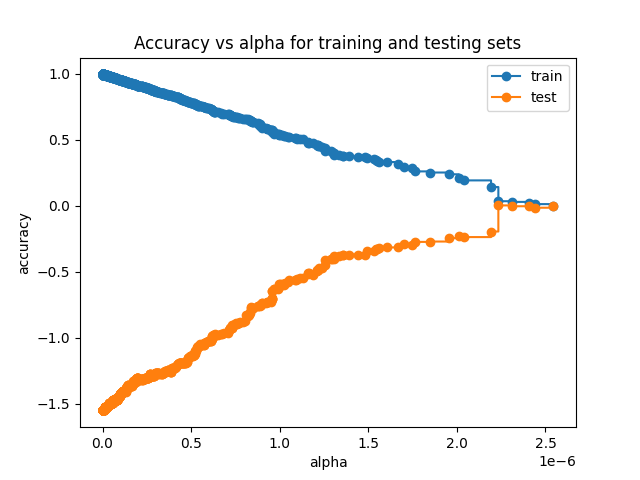 Accuracy vs alpha for training and testing sets
train
test
accuracy
1.0
0.5
0.0
−0.5
−1.0
−1.5
0.0 0.5 1.0 1.5 2.0 2.5
1e−6
alpha